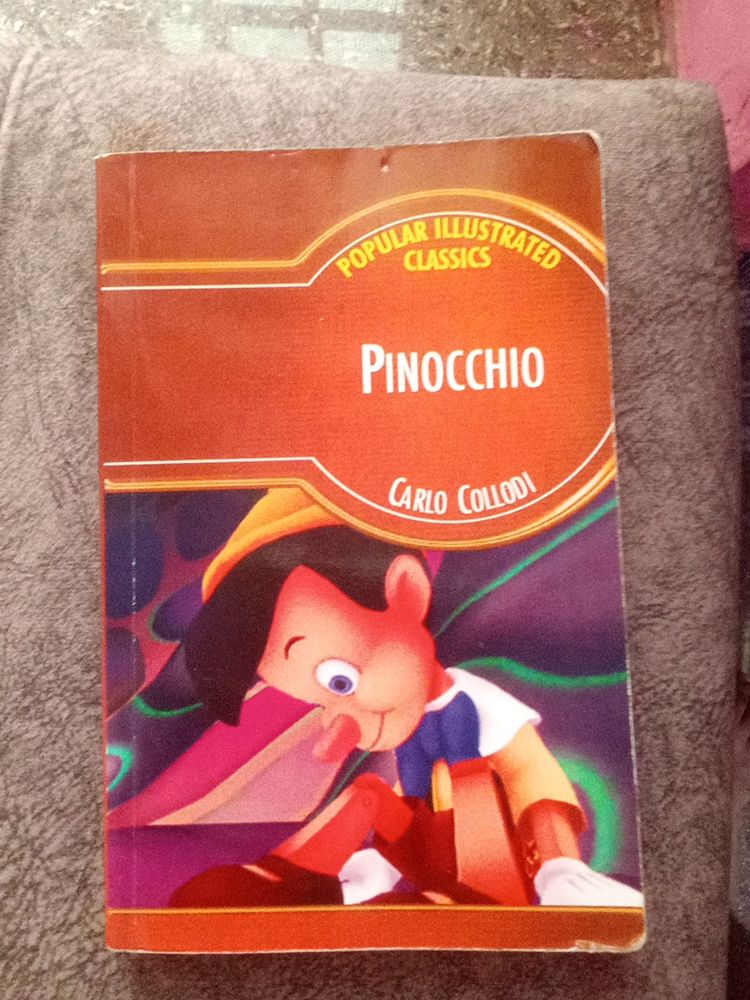 POPULAR ILLUSTRATED
CLASSICS
PINOCCHIO
CARLO COLLODI